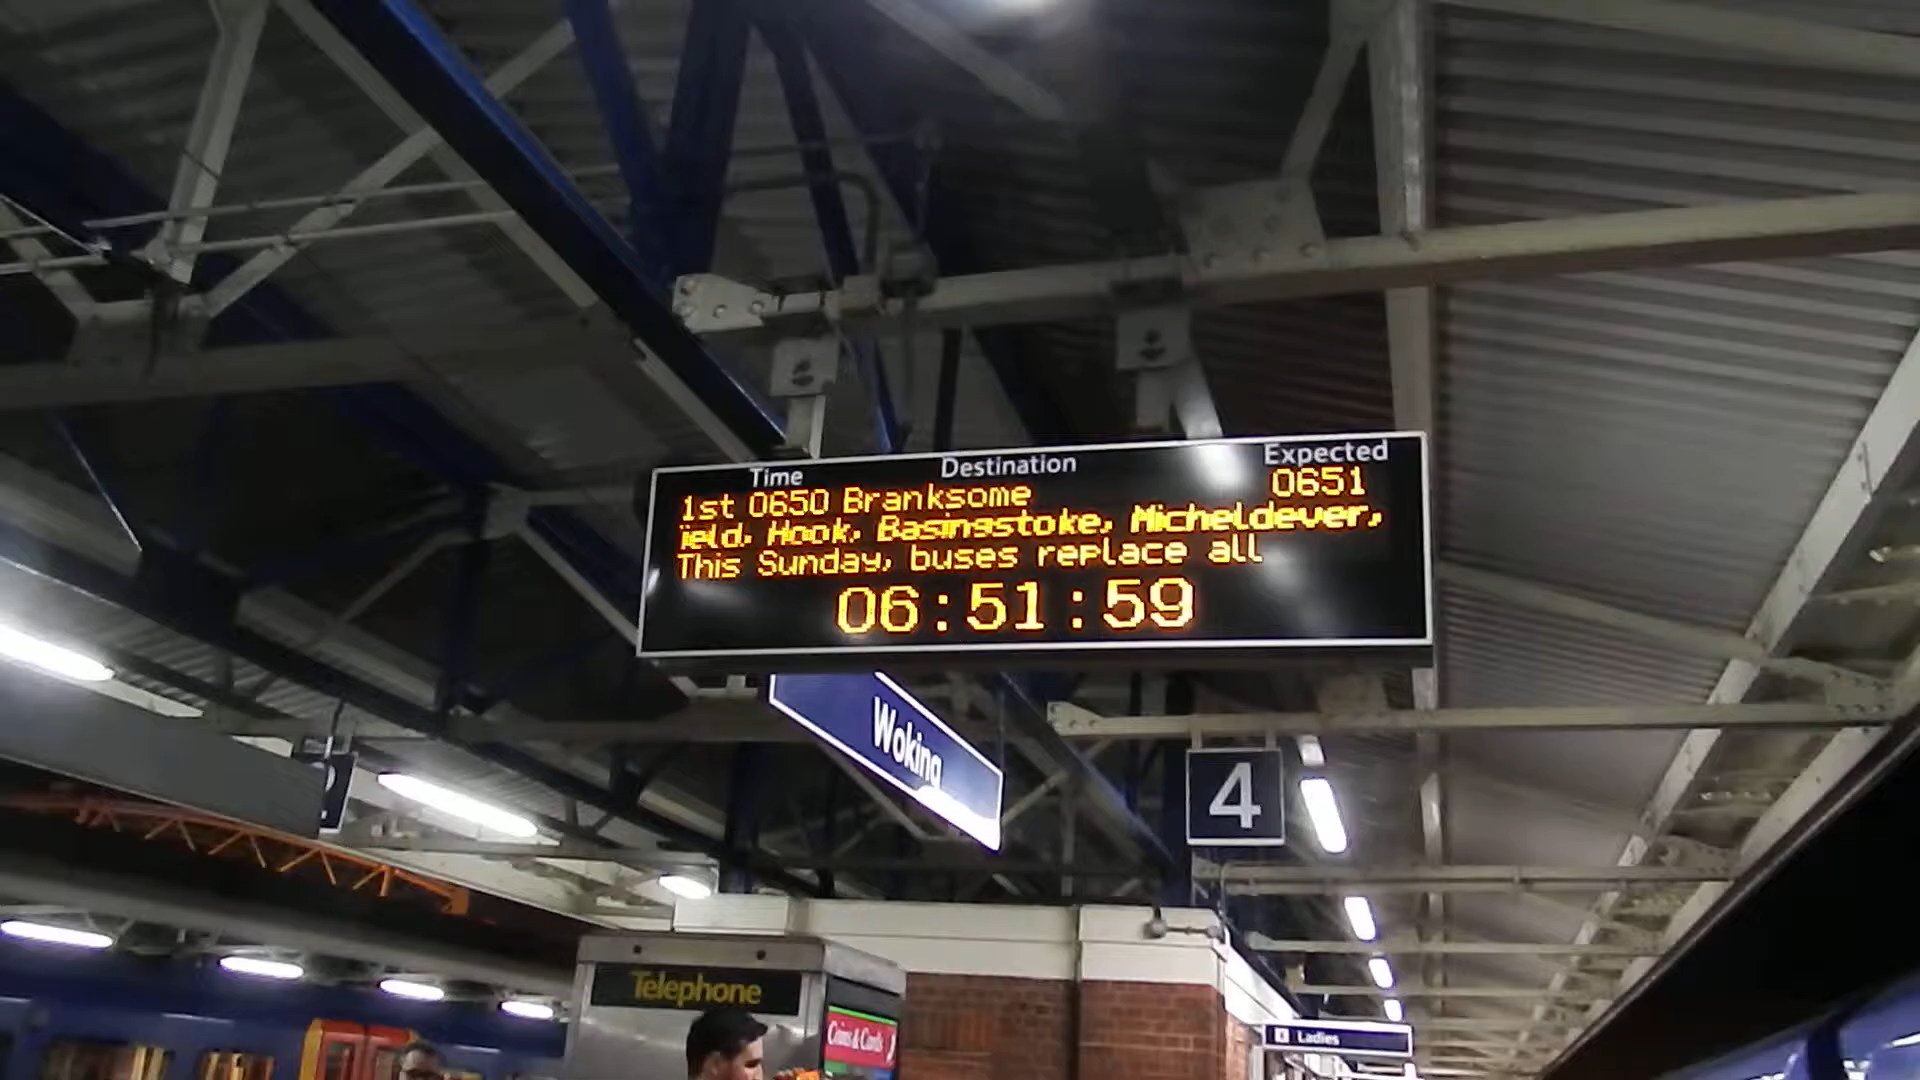 Time Destination Expected
1st 0650 Branksome 0651
ield, Hook, Basingstoke, Micheldever,
This Sunday, buses replace all
06:51:59
Woking
4
2
Telephone
Coins & Cards
Ladies